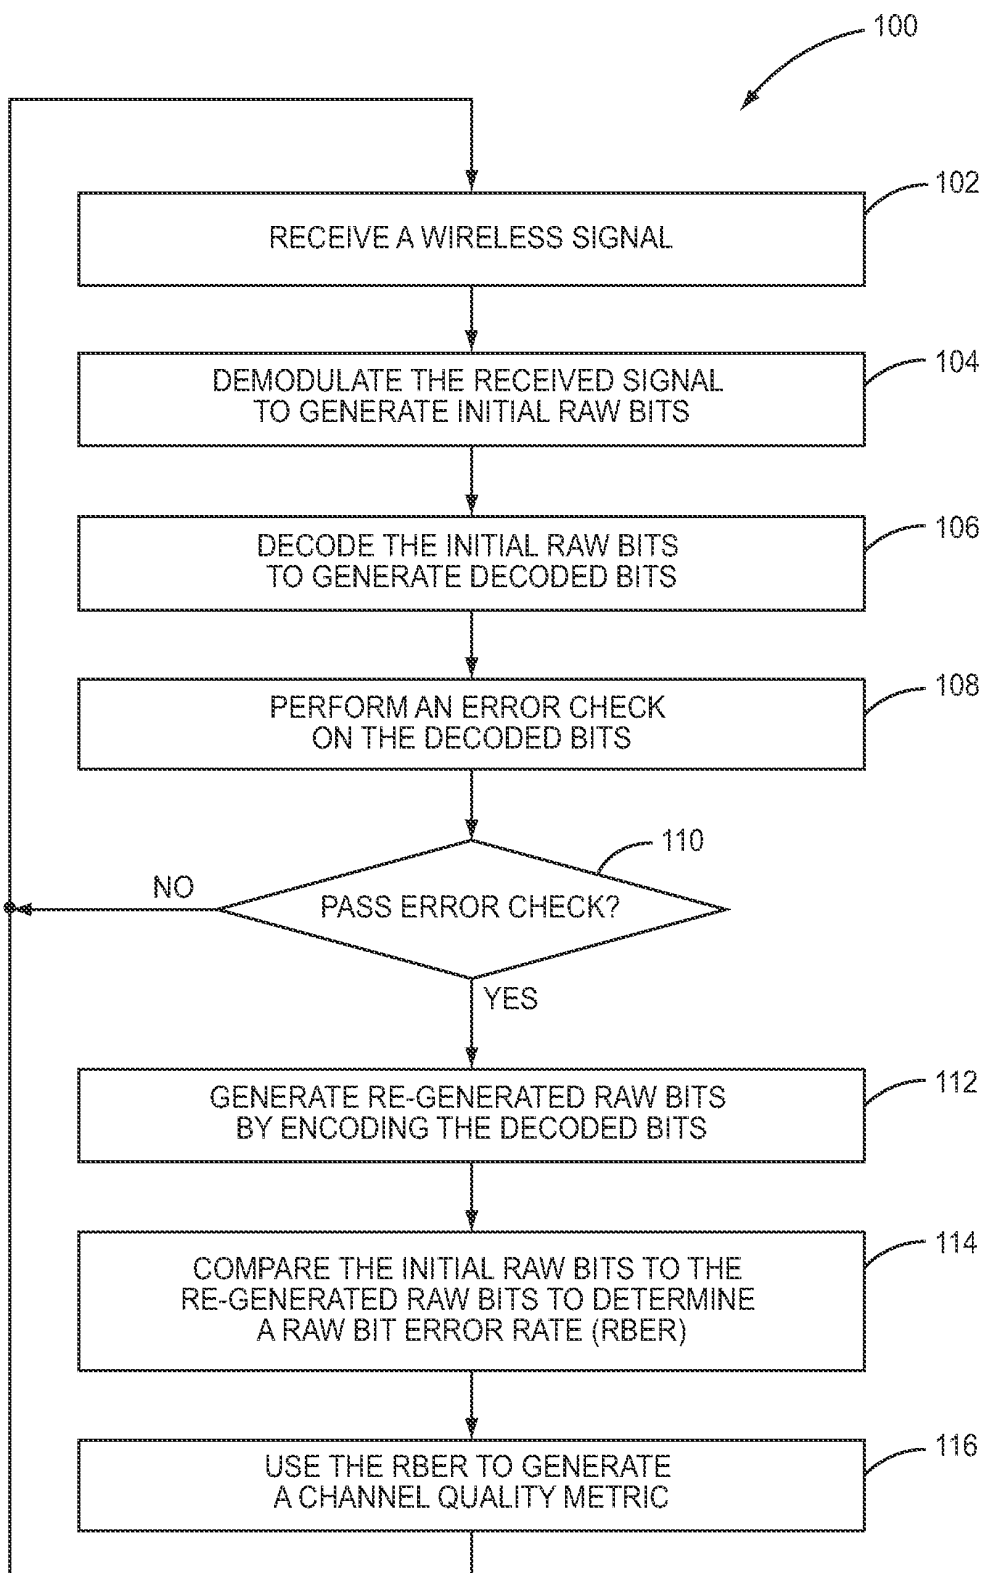 100
102
RECEIVE A WIRELESS SIGNAL
104
DEMODULATE THE RECEIVED SIGNAL
TO GENERATE INITIAL RAW BITS
106
DECODE THE INITIAL RAW BITS
TO GENERATE DECODED BITS
108
PERFORM AN ERROR CHECK
ON THE DECODED BITS
110
NO
PASS ERROR CHECK?
YES
112
GENERATE RE-GENERATED RAW BITS
BY ENCODING THE DECODED BITS
114
COMPARE THE INITIAL RAW BITS TO THE
RE-GENERATED RAW BITS TO DETERMINE
A RAW BIT ERROR RATE (RBER)
116
USE THE RBER TO GENERATE
A CHANNEL QUALITY METRIC